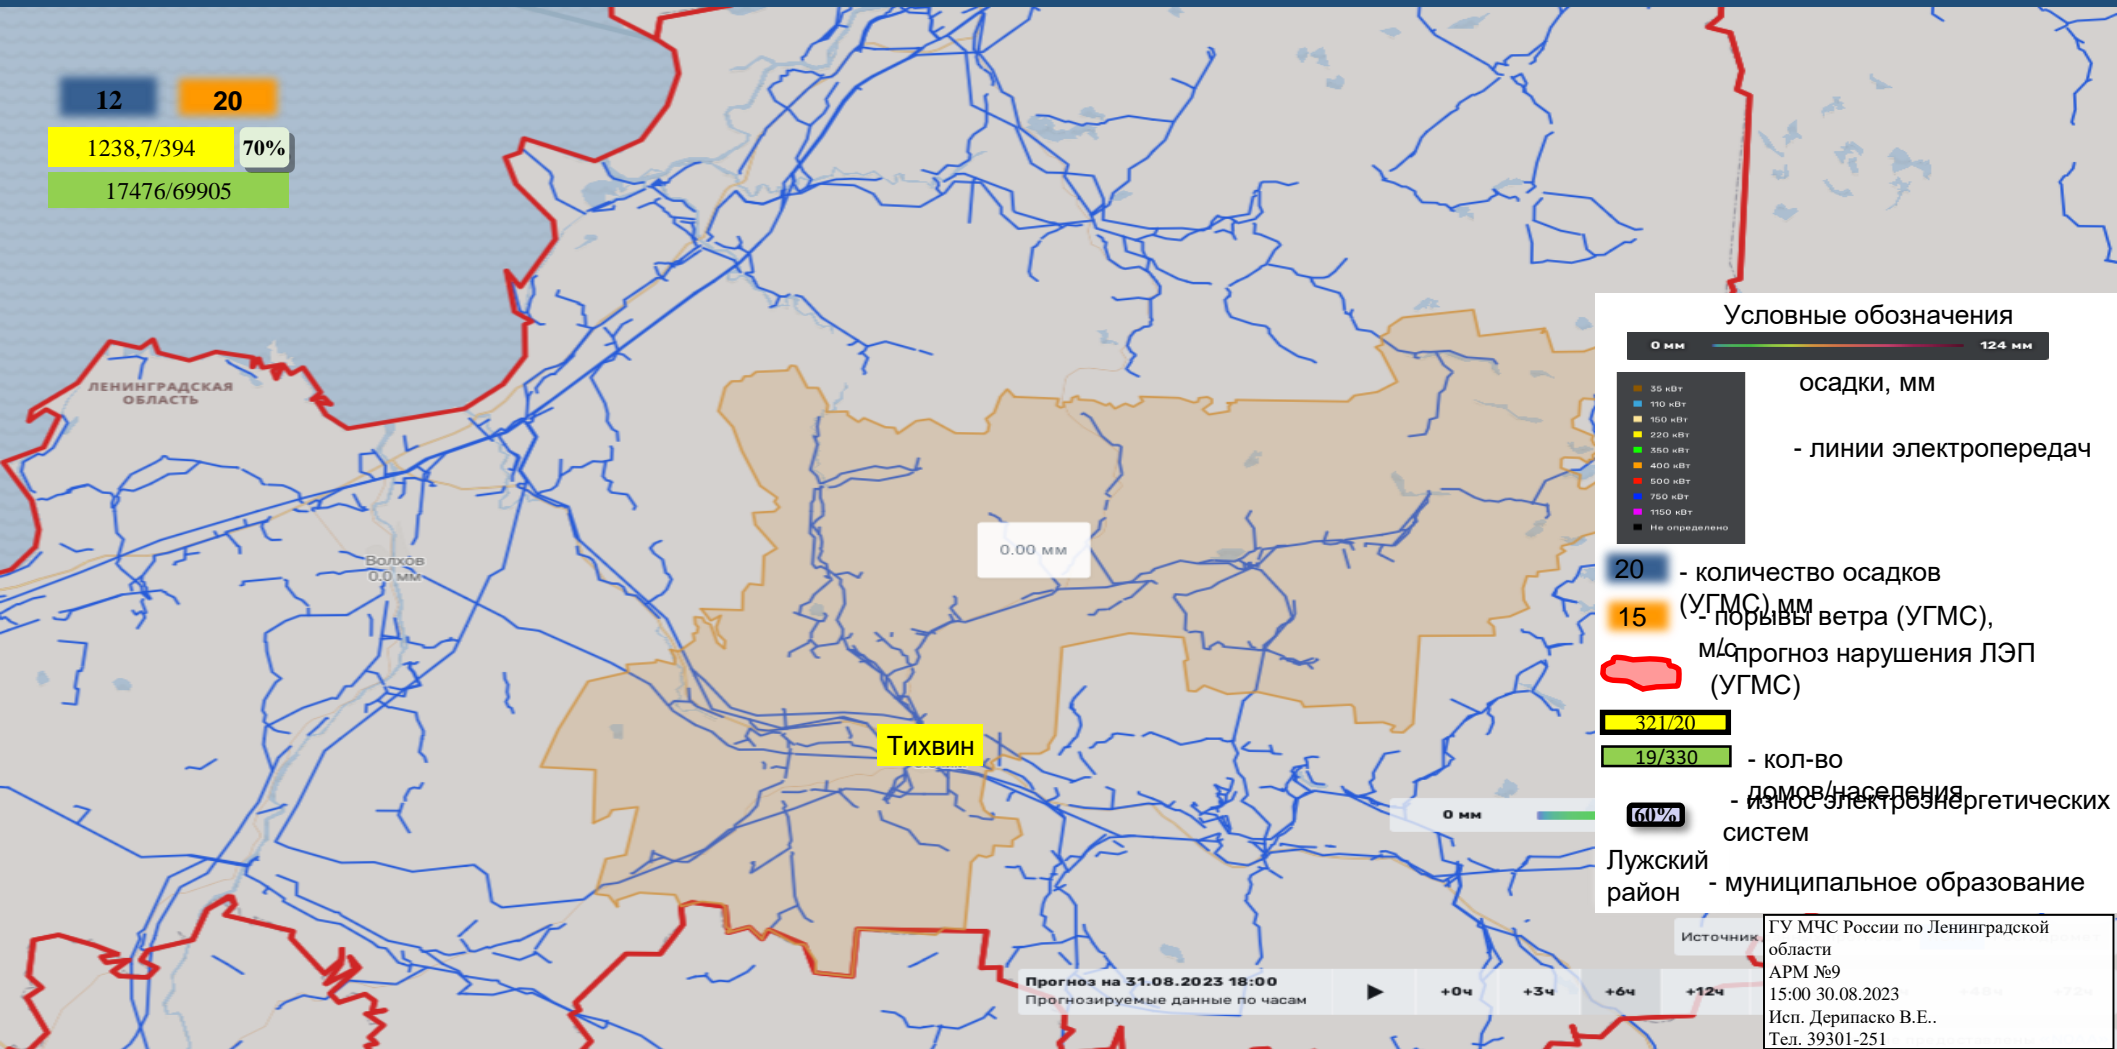 12
20
1238,7/394
70%
17476/69905
ЛЕНИНГРАДСКАЯ
ОБЛАСТЬ
Волхов
0.0 мм
0.00 мм
Тихвин
0 мм
Условные обозначения
0 мм
124 мм
осадки, мм
35 кВт
110 кВт
150 кВт
220 кВт
350 кВт
400 кВт
500 кВт
750 кВт
1150 кВт
Не определено
- линии электропередач
20
- количество осадков
(УГМС),мм
15
- порывы ветра (УГМС),
м/с
- прогноз нарушения ЛЭП
(УГМС)
321/20
19/330
- кол-во
домов/населения
60%
- износ электроэнергетических
систем
Лужский
район
- муниципальное образование
Источник
Прогноз на 31.08.2023 18:00
Прогнозируемые данные по часам
+0ч
+3ч
+6ч
+12ч
ГУ МЧС России по Ленинградской
области
АРМ №9
15:00 30.08.2023
Исп. Дерипаско В.Е..
Тел. 39301-251